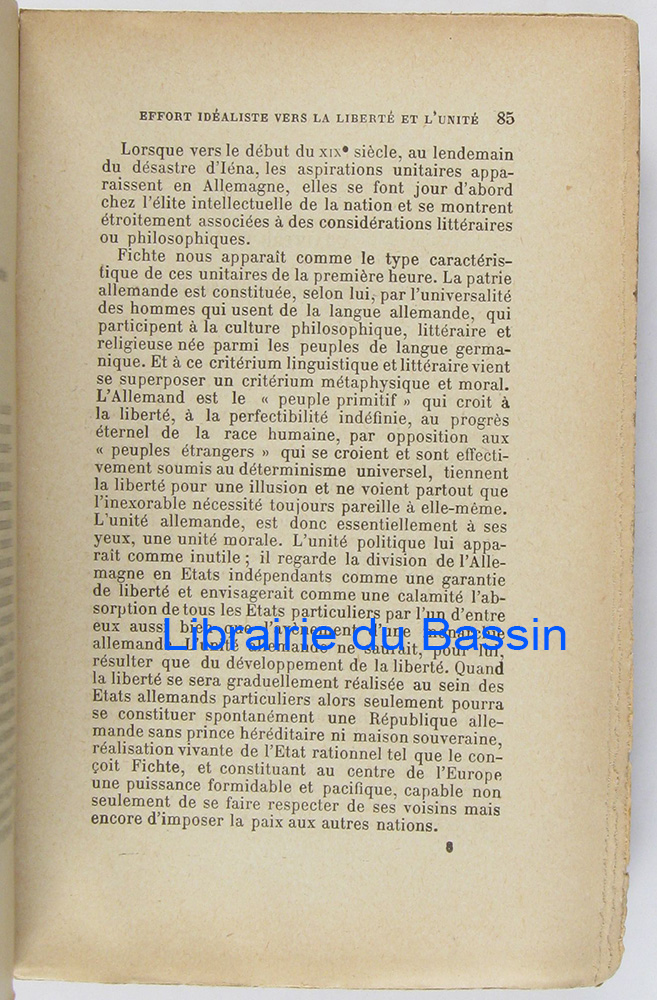 EFFORT IDÉALISTE VERS LA LIBERTÉ ET L'UNITÉ 85
Lorsque vers le début du XIXe siècle, au lendemain
du désastre d'Iéna, les aspirations unitaires appa-
raissent en Allemagne, elles se font jour d'abord
chez l'élite intellectuelle de la nation et se montrent
étroitement associées à des considérations littéraires
ou philosophiques.
Fichte nous apparaît comme le type caractéris-
tique de ces unitaires de la première heure. La patrie
allemande est constituée, selon lui, par l'universalité
des hommes qui usent de la langue allemande, qui
participent à la culture philosophique, littéraire et
religieuse née parmi les peuples de langue germa-
nique. Et à ce critérium linguistique et littéraire vient
se superposer un critérium métaphysique et moral.
L'Allemand est le « peuple primitif » qui croit à
la liberté, à la perfectibilité indéfinie, au progrès
éternel de la race humaine, par opposition aux
« peuples étrangers » qui se croient et sont effecti-
vement soumis au déterminisme universel, tiennent
la liberté pour une illusion et ne voient partout que
l'inexorable nécessité toujours pareille à elle-même.
L'unité allemande, est donc essentiellement à ses
yeux, une unité morale. L'unité politique lui appa-
raît comme inutile ; il regarde la division de l'Alle-
magne en Etats indépendants comme une garantie
de liberté et envisagerait comme une calamité l'ab-
sorption de tous les Etats particuliers par l'un d'entre
eux aussi bien que l'avènement d'une monarchie
allemande. L'unité allemande ne saurait, pour lui,
Librairie du Bassin
résulter que du développement de la liberté. Quand
la liberté se sera graduellement réalisée au sein des
Etats allemands particuliers alors seulement pourra
se constituer spontanément une République alle-
mande sans prince héréditaire ni maison souveraine,
réalisation vivante de l'Etat rationnel tel que le con-
çoit Fichte, et constituant au centre de l'Europe
une puissance formidable et pacifique, capable non
seulement de se faire respecter de ses voisins mais
encore d'imposer la paix aux autres nations.
8